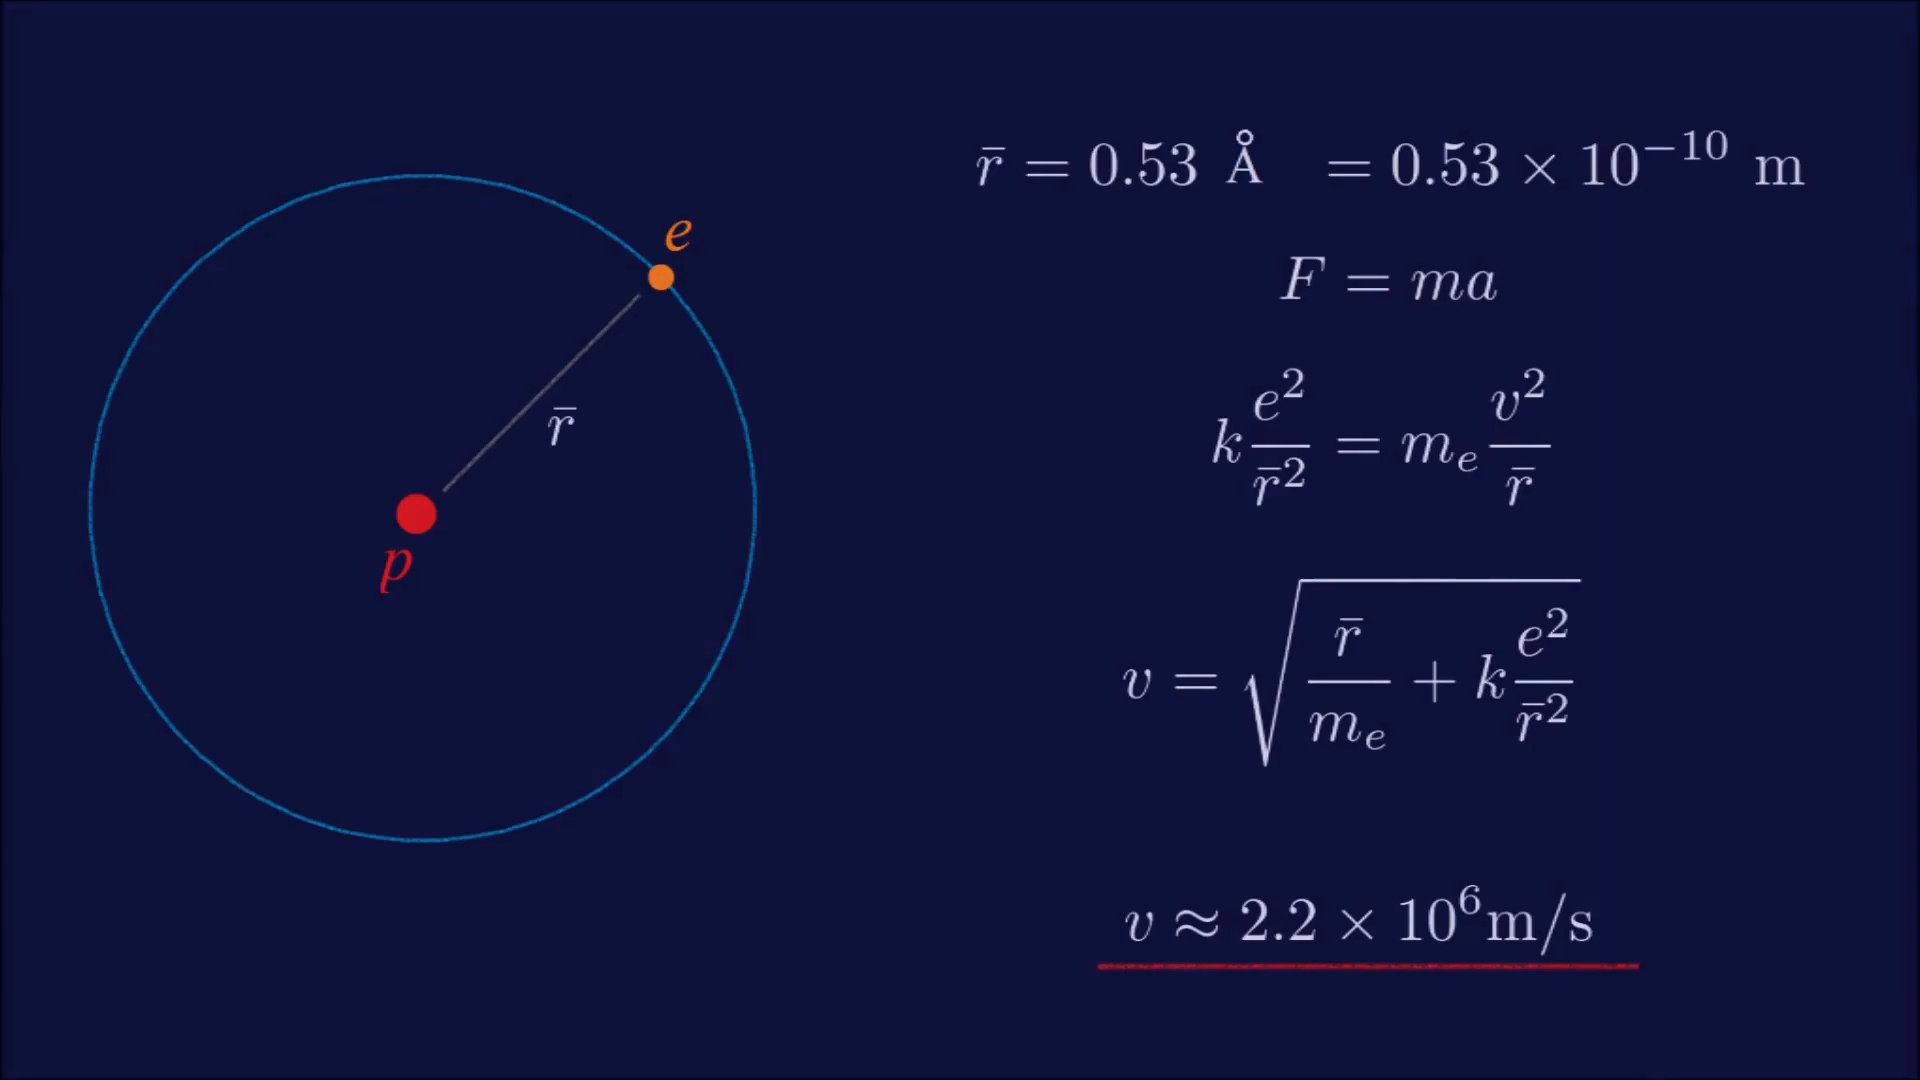 e
r̄
p
r̄ = 0.53 Å = 0.53 × 10⁻¹⁰ m
F = ma
k e²/r̄² = mₑ v²/r̄
v = √(r̄/mₑ + k e²/r̄²)
v ≈ 2.2 × 10⁶m/s